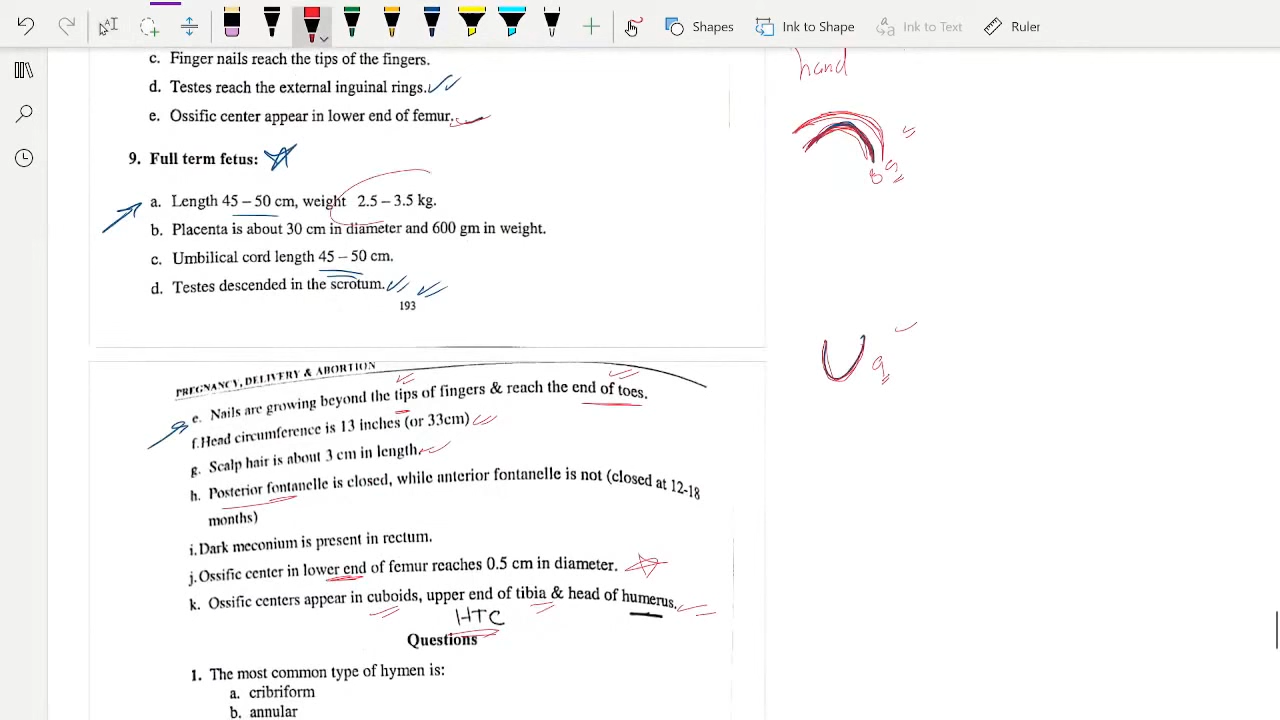 Shapes
Ink to Shape
Ink to Text
Ruler
c. Finger nails reach the tips of the fingers.
d. Testes reach the external inguinal rings.
e. Ossific center appear in lower end of femur.
9. Full term fetus:
a. Length 45 – 50 cm, weight 2.5 – 3.5 kg.
b. Placenta is about 30 cm in diameter and 600 gm in weight.
c. Umbilical cord length 45 – 50 cm.
d. Testes descended in the scrotum.
193
PREGNANCY, DELIVERY & ABORTION
e. Nails are growing beyond the tips of fingers & reach the end of toes.
f. Head circumference is 13 inches (or 33cm)
g. Scalp hair is about 3 cm in length.
h. Posterior fontanelle is closed, while anterior fontanelle is not (closed at 12-18
months)
i. Dark meconium is present in rectum.
j. Ossific center in lower end of femur reaches 0.5 cm in diameter.
k. Ossific centers appear in cuboids, upper end of tibia & head of humerus.
HTC
Questions
1. The most common type of hymen is:
a. cribriform
b. annular
hand
8
9